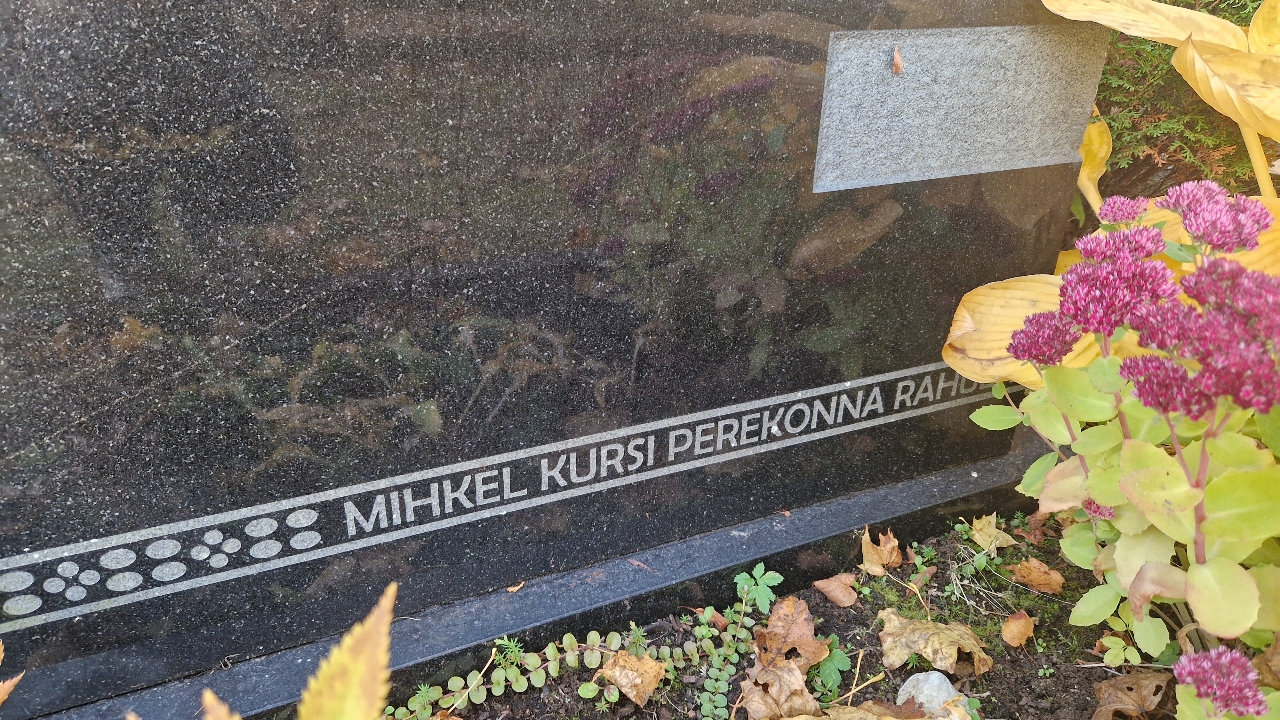 MIHKEL KURSI PEREKONNA